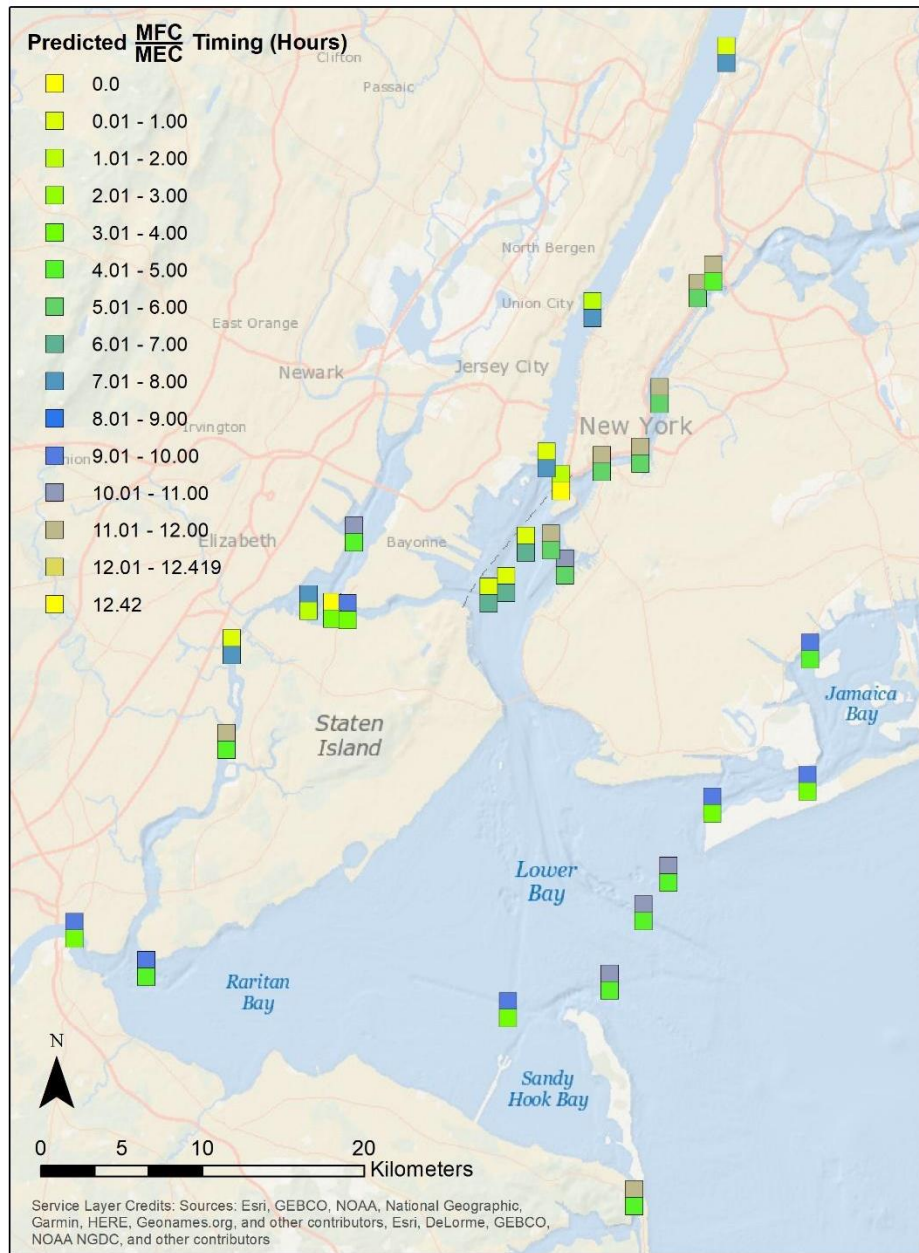 Predicted MFC/MEC Timing (Hours)
0.0
0.01 - 1.00
1.01 - 2.00
2.01 - 3.00
3.01 - 4.00
4.01 - 5.00
5.01 - 6.00
6.01 - 7.00
7.01 - 8.00
8.01 - 9.00
9.01 - 10.00
10.01 - 11.00
11.01 - 12.00
12.01 - 12.419
12.42
Clifton
Passaic
North Bergen
Union City
East Orange
Jersey City
Newark
New York
Irvington
Elizabeth
Bayonne
Staten
Island
Jamaica
Bay
Lower
Bay
Raritan
Bay
Sandy
Hook Bay
N
0 5 10 20
Kilometers
Service Layer Credits: Sources: Esri, GEBCO, NOAA, National Geographic,
Garmin, HERE, Geonames.org, and other contributors, Esri, DeLorme, GEBCO,
NOAA NGDC, and other contributors